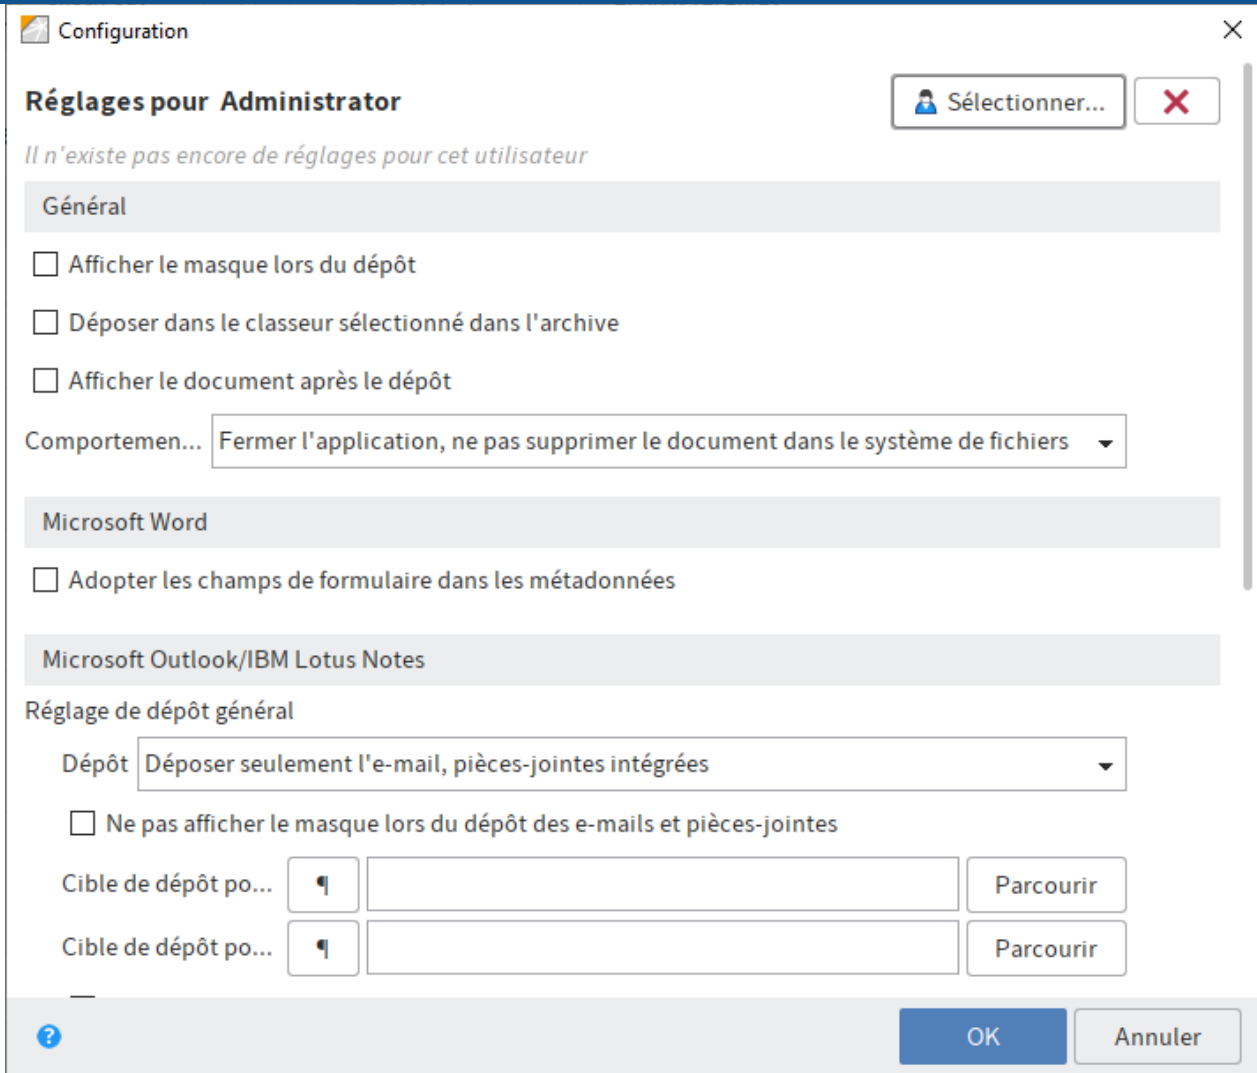 Configuration
Réglages pour Administrator
Sélectionner...
Il n'existe pas encore de réglages pour cet utilisateur
Général
Afficher le masque lors du dépôt
Déposer dans le classeur sélectionné dans l'archive
Afficher le document après le dépôt
Comportemen... Fermer l'application, ne pas supprimer le document dans le système de fichiers
Microsoft Word
Adopter les champs de formulaire dans les métadonnées
Microsoft Outlook/IBM Lotus Notes
Réglage de dépôt général
Dépôt Déposer seulement l'e-mail, pièces-jointes intégrées
Ne pas afficher le masque lors du dépôt des e-mails et pièces-jointes
Cible de dépôt po... ¶ Parcourir
Cible de dépôt po... ¶ Parcourir
? OK Annuler